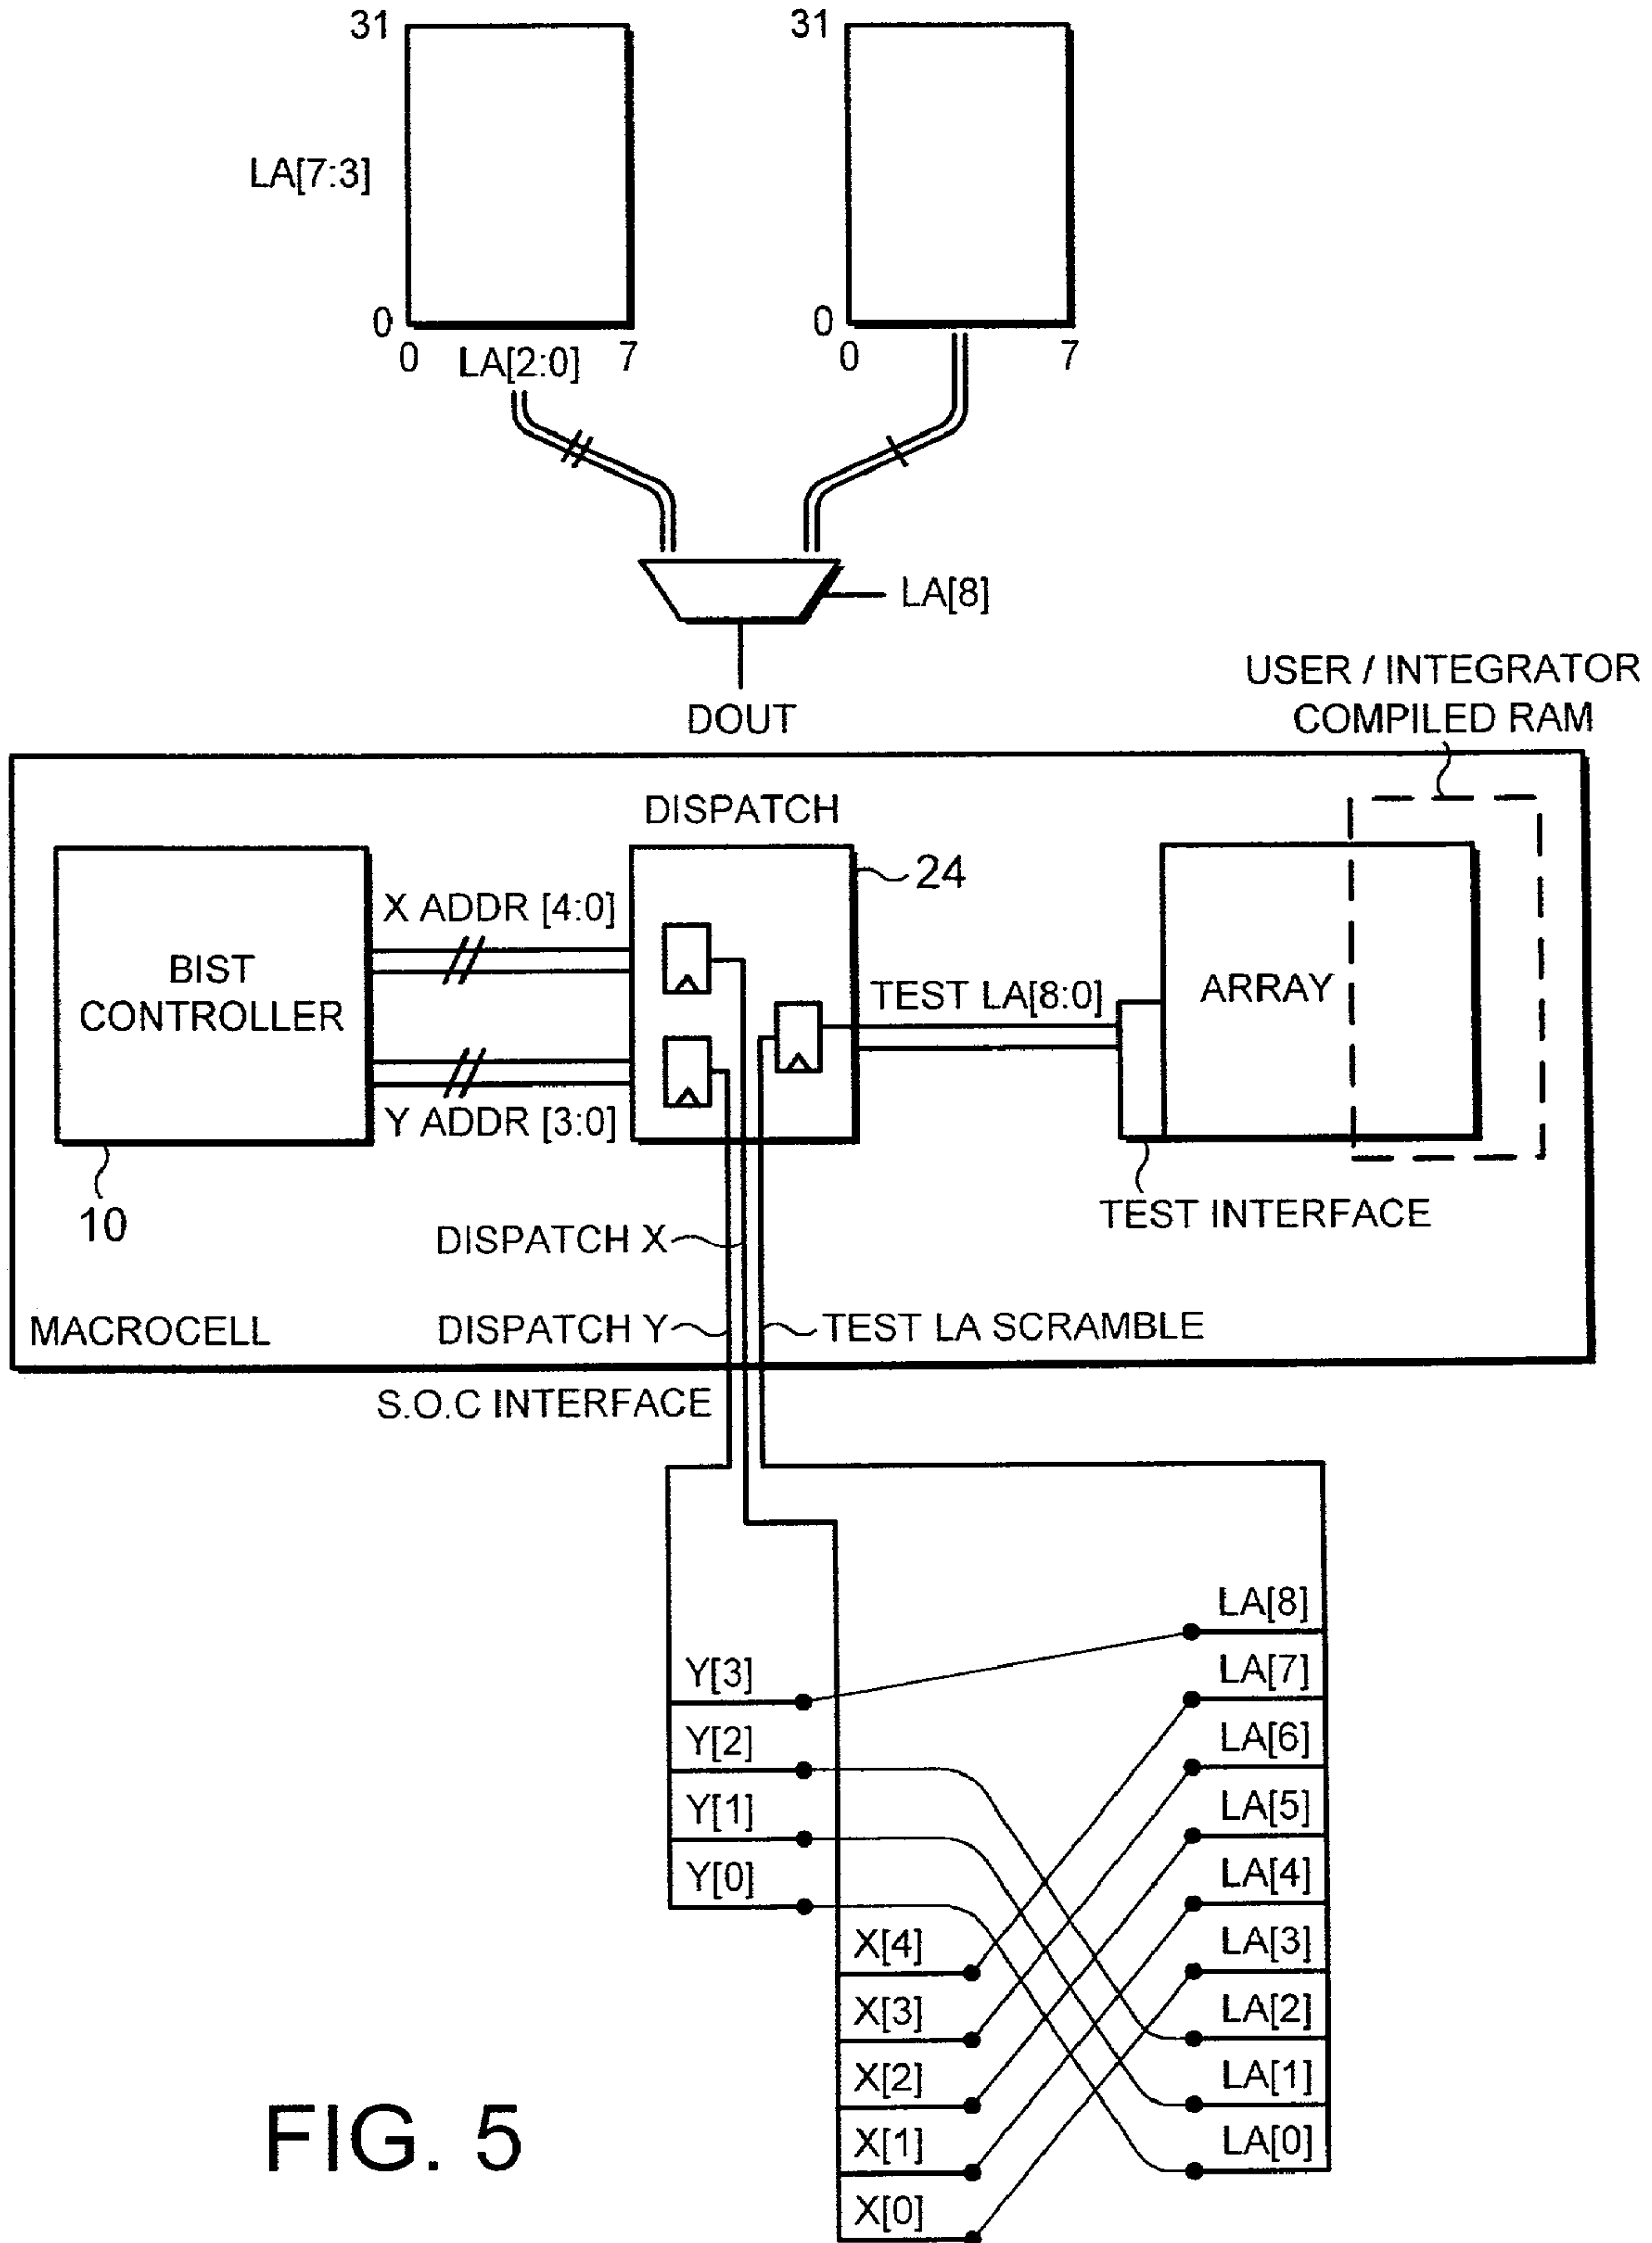 31
31
LA[7:3]
0
0
0
LA[2:0]
7
0
7
LA[8]
DOUT
USER / INTEGRATOR
COMPILED RAM
DISPATCH
24
X ADDR [4:0]
BIST
CONTROLLER
TEST LA[8:0]
ARRAY
Y ADDR [3:0]
10
TEST INTERFACE
DISPATCH X
MACROCELL
DISPATCH Y
TEST LA SCRAMBLE
S.O.C INTERFACE
LA[8]
Y[3]
LA[7]
Y[2]
LA[6]
Y[1]
LA[5]
Y[0]
LA[4]
X[4]
LA[3]
X[3]
LA[2]
X[2]
LA[1]
X[1]
LA[0]
X[0]
FIG. 5